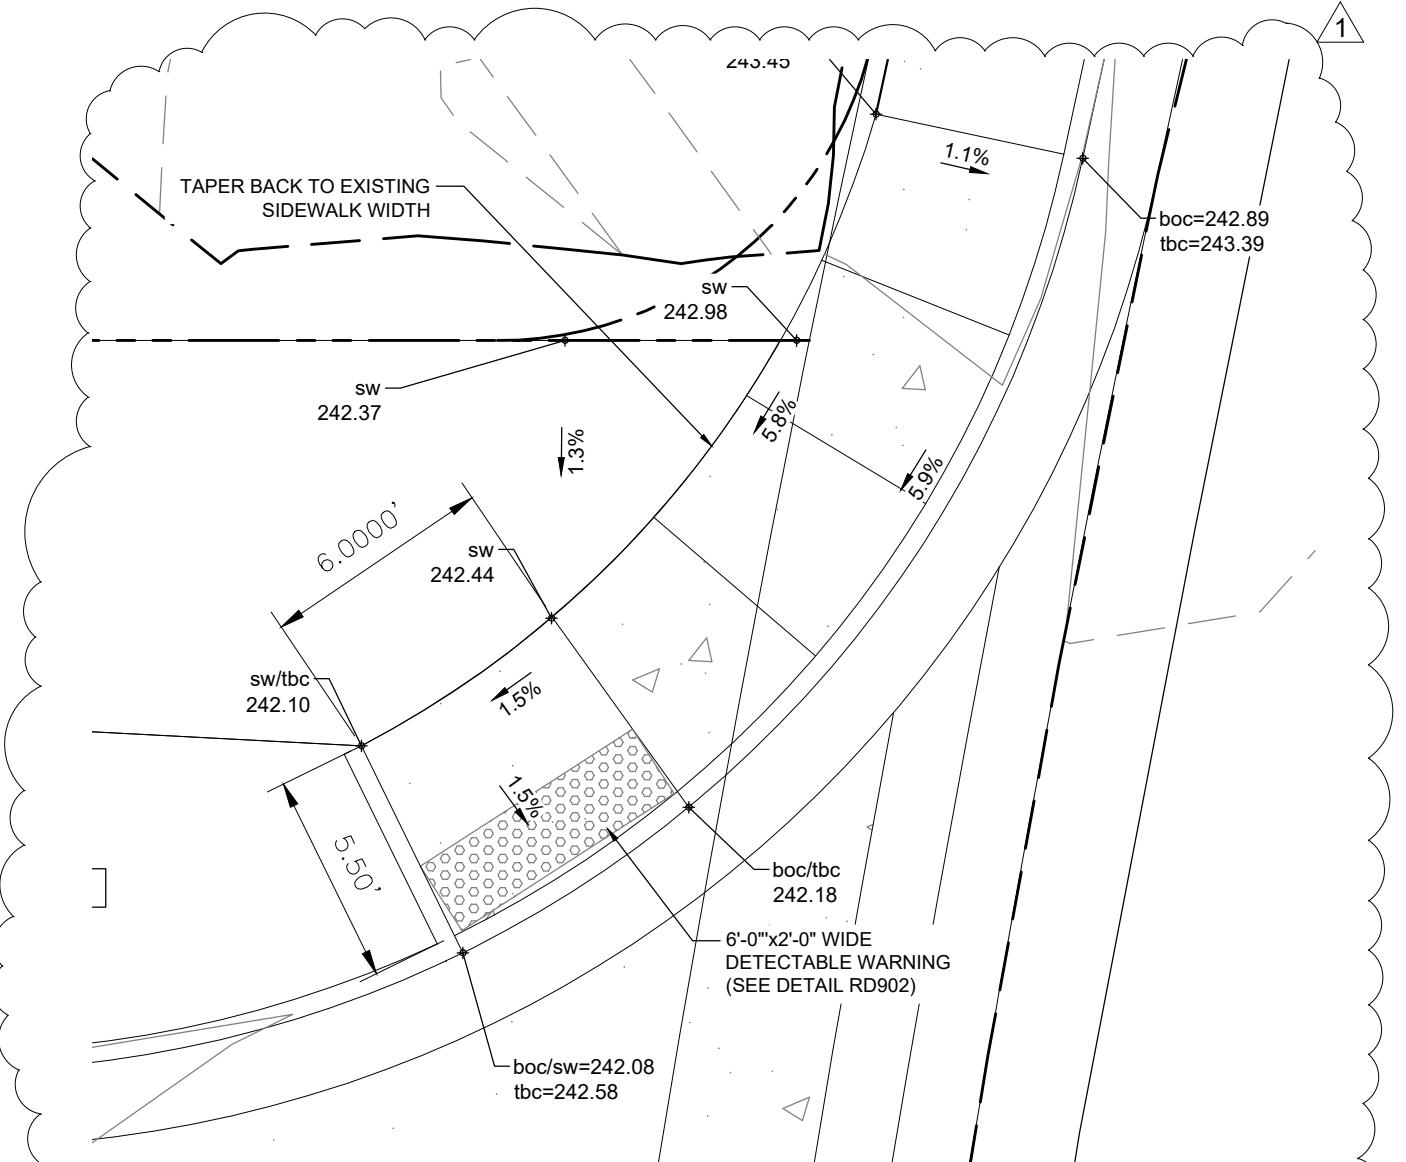 1
243.45
1.1%
TAPER BACK TO EXISTING
SIDEWALK WIDTH
boc=242.89
tbc=243.39
sw
242.98
sw
242.37
5.8%
1.3%
5.9%
6.0000'
sw
242.44
sw/tbc
242.10
1.5%
1.5%
5.50'
boc/tbc
242.18
6'-0"'x2'-0" WIDE
DETECTABLE WARNING
(SEE DETAIL RD902)
boc/sw=242.08
tbc=242.58